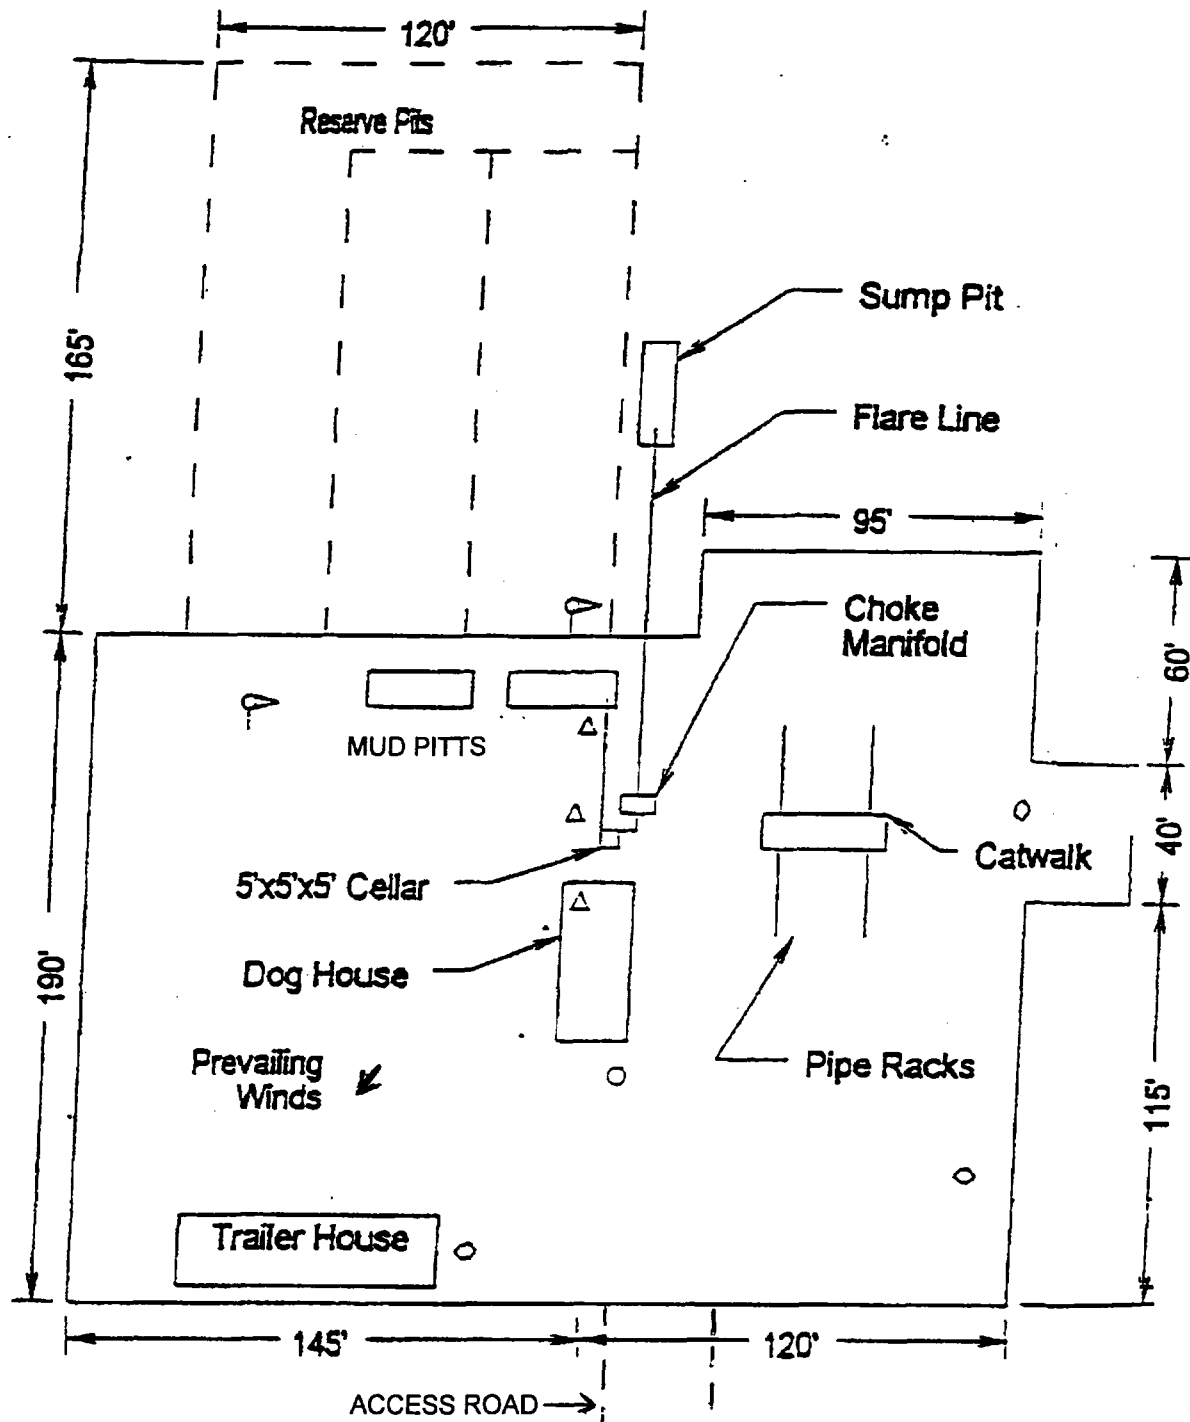 120'
Reserve Pits
Sump Pit
165'
Flare Line
95'
Choke
Manifold
60'
MUD PITTS
40'
Catwalk
5'x5'x5' Cellar
Dog House
190'
Prevailing
Winds
Pipe Racks
115'
Trailer House
145'
120'
ACCESS ROAD